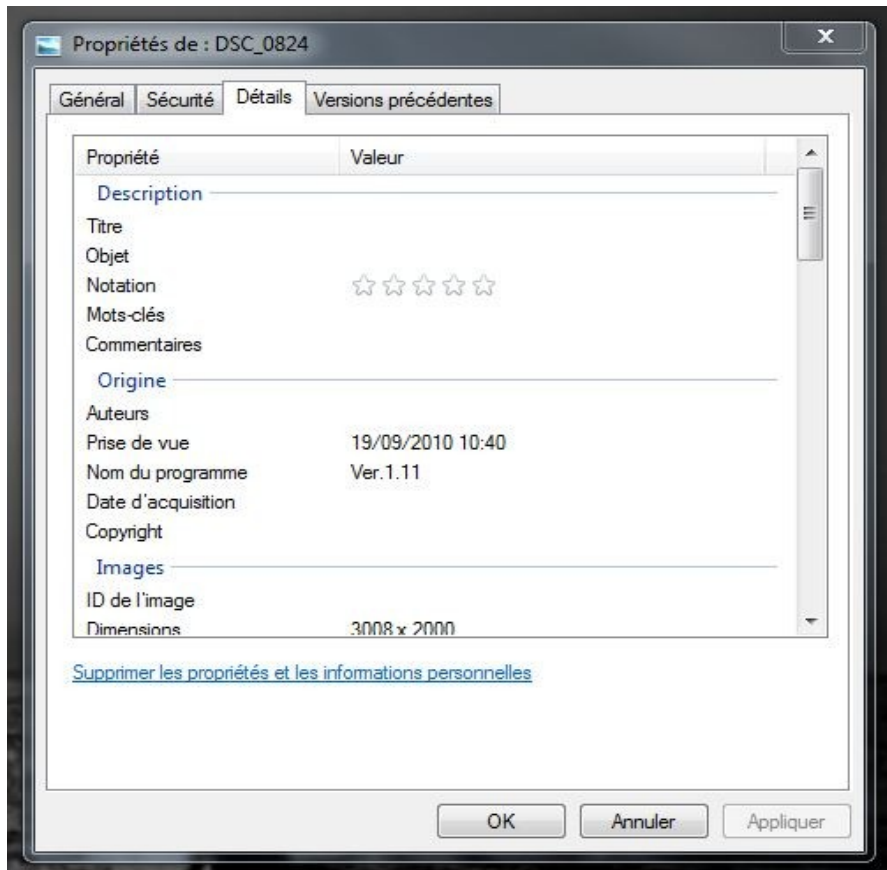 Propriétés de : DSC_0824
x
Général Sécurité Détails Versions précédentes
Propriété Valeur
Description
Titre
Objet
Notation
Mots-clés
Commentaires
Origine
Auteurs
Prise de vue 19/09/2010 10:40
Nom du programme Ver.1.11
Date d'acquisition
Copyright
Images
ID de l'image
Dimensions 3008 x 2000
Supprimer les propriétés et les informations personnelles
OK Annuler Appliquer